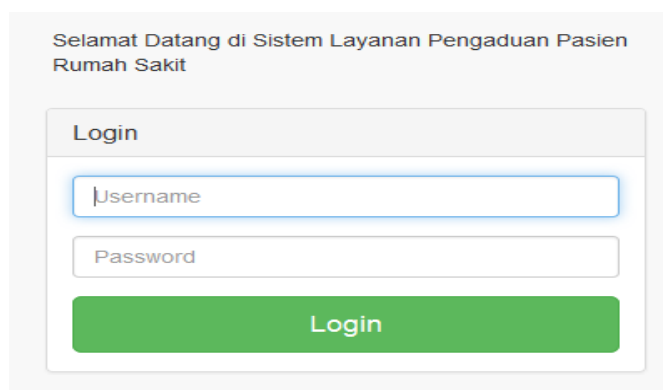 Selamat Datang di Sistem Layanan Pengaduan Pasien
Rumah Sakit
Login
Username
Password
Login